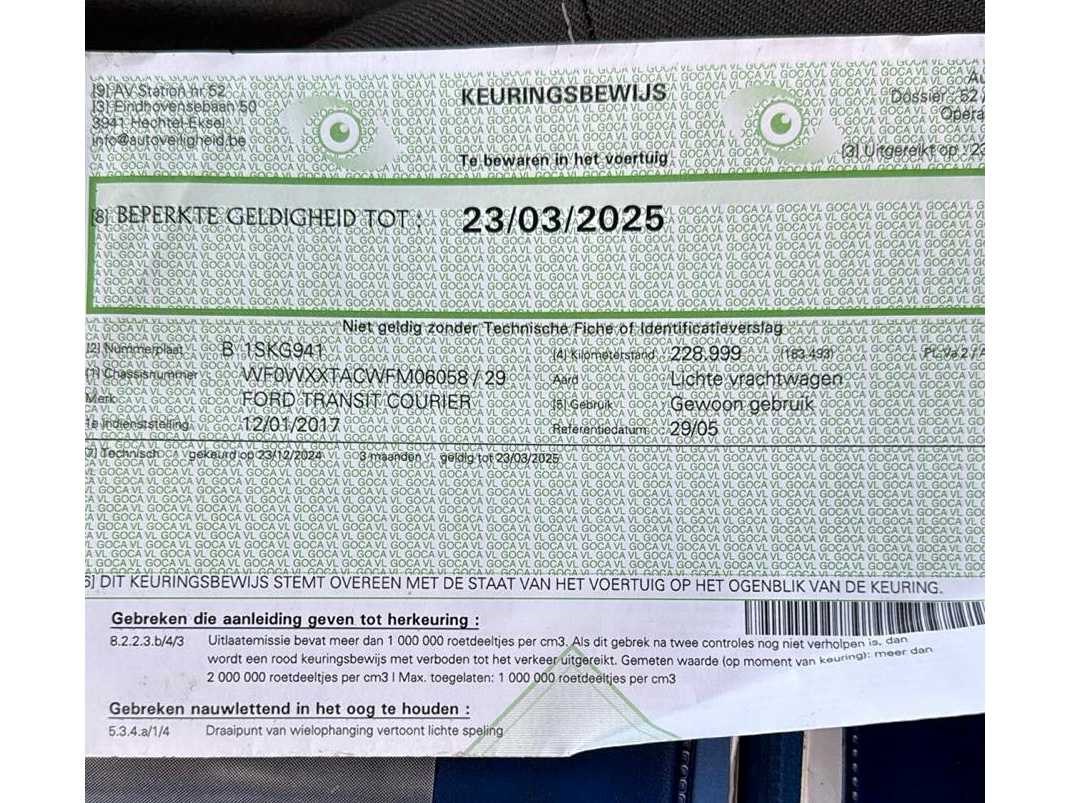 [9] AV Station nr 52
[3] Eindhovensebaan 50
3941 Hechtel-Eksel
info@autoveiligheid.be
KEURINGSBEWIJS
Te bewaren in het voertuig
Dossier : 52/
[3] Uitgereikt op :
[8] BEPERKTE GELDIGHEID TOT : 23/03/2025
Niet geldig zonder Technische Fiche of Identificatieverslag
[2] Nummerplaat B 1SKG941 [4] Kilometerstand 228.999 (183.493)
[1] Chassisnummer WF0WXXTACWFM06058 / 29 Aard Lichte vrachtwagen
Merk FORD TRANSIT COURIER [5] Gebruik Gewoon gebruik
1e Indienststelling 12/01/2017 Referentiedatum 29/05
7] Technisch gekeurd op 23/12/2024 3 maanden geldig tot 23/03/2025
6] DIT KEURINGSBEWIJS STEMT OVEREEN MET DE STAAT VAN HET VOERTUIG OP HET OGENBLIK VAN DE KEURING.
Gebreken die aanleiding geven tot herkeuring :
8.2.2.3.b/4/3 Uitlaatemissie bevat meer dan 1 000 000 roetdeeltjes per cm3. Als dit gebrek na twee controles nog niet verholpen is, dan
wordt een rood keuringsbewijs met verboden tot het verkeer uitgereikt. Gemeten waarde (op moment van keuring): meer dan
2 000 000 roetdeeltjes per cm3 I Max. toegelaten: 1 000 000 roetdeeltjes per cm3
Gebreken nauwlettend in het oog te houden :
5.3.4.a/1/4 Draaipunt van wielophanging vertoont lichte speling